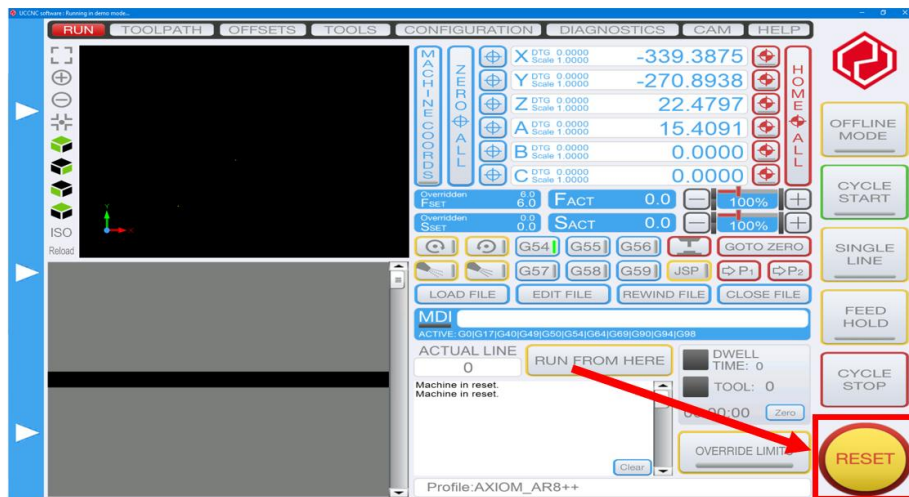 UCCNC software : Running in demo mode...
RUN TOOLPATH OFFSETS TOOLS CONFIGURATION DIAGNOSTICS CAM HELP
MACHINE COORDS
ZERO ALL
X DTG 0.0000 Scale 1.0000 -339.3875
Y DTG 0.0000 Scale 1.0000 -270.8938
Z DTG 0.0000 Scale 1.0000 22.4797
A DTG 0.0000 Scale 1.0000 15.4091
B DTG 0.0000 Scale 1.0000 0.0000
C DTG 0.0000 Scale 1.0000 0.0000
HOME ALL
ISO
Reload
Y
X
Overridden 6.0
FSET 6.0 FACT 0.0 100%
Overridden 0.0
SSET 0.0 SACT 0.0 100%
G54 G55 G56 GOTO ZERO
G57 G58 G59 JSP P1 P2
LOAD FILE EDIT FILE REWIND FILE CLOSE FILE
MDI
ACTIVE: G0|G17|G40|G49|G50|G54|G64|G69|G90|G94|G98
ACTUAL LINE
0
RUN FROM HERE
DWELL
TIME: 0
TOOL: 0
Zero
Machine in reset.
Machine in reset.
Clear
OVERRIDE LIMITS
Profile:AXIOM_AR8++
OFFLINE
MODE
CYCLE
START
SINGLE
LINE
FEED
HOLD
CYCLE
STOP
RESET